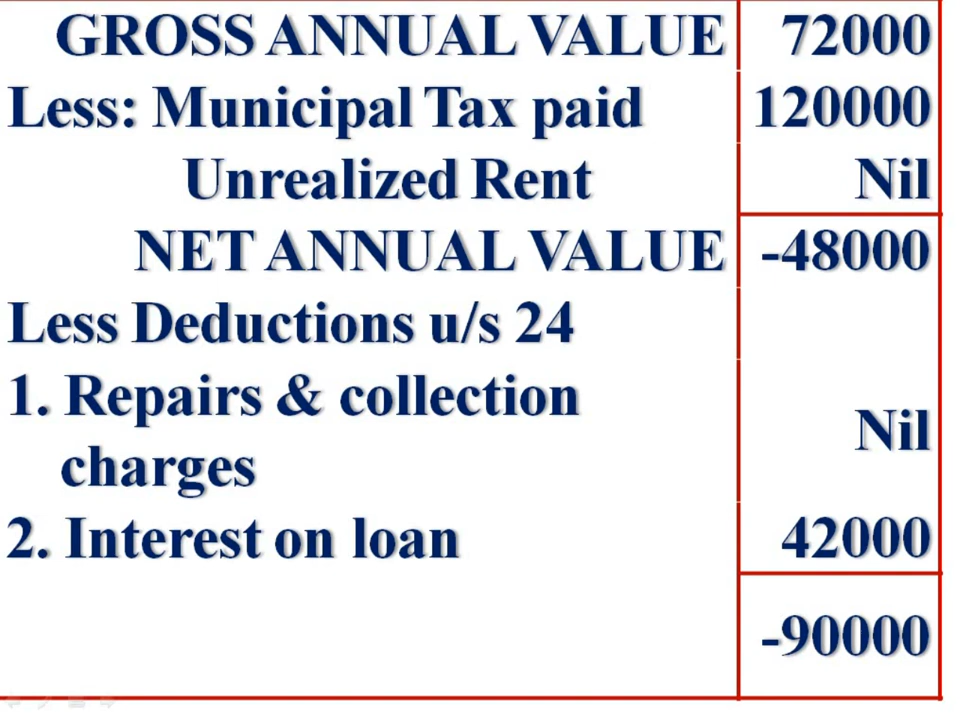 GROSS ANNUAL VALUE 72000
Less: Municipal Tax paid 120000
Unrealized Rent Nil
NET ANNUAL VALUE -48000
Less Deductions u/s 24
1. Repairs & collection
charges Nil
2. Interest on loan 42000
-90000